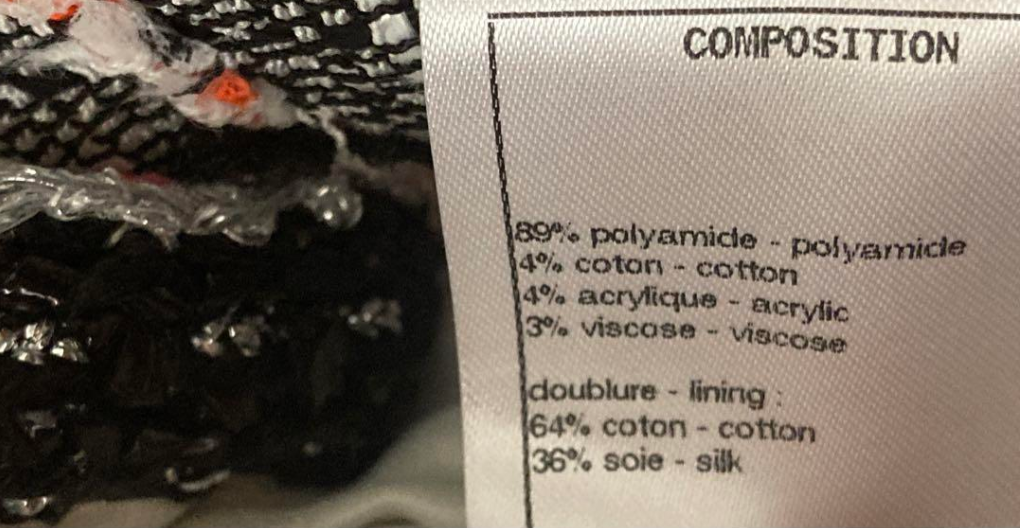 COMPOSITION
89% polyamide - polyamide
4% coton - cotton
4% acrylique - acrylic
3% viscose - viscose
doublure - lining :
64% coton - cotton
36% soie - silk